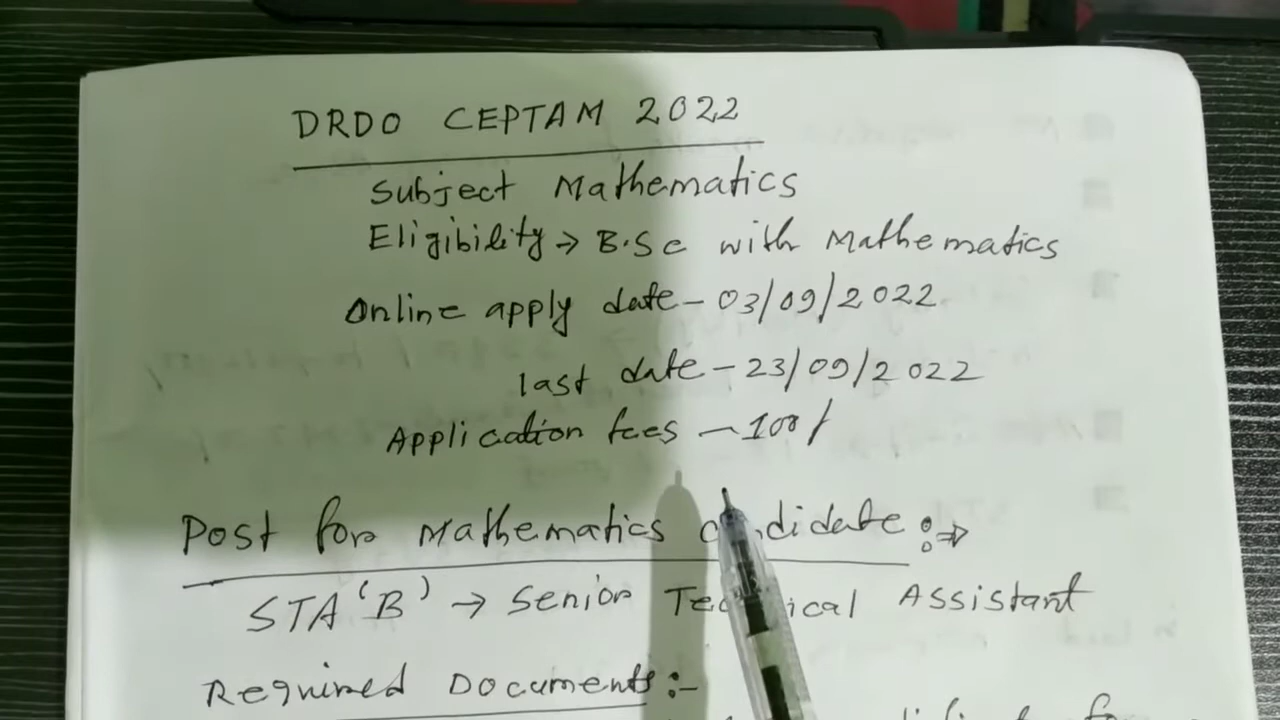 DRDO CEPTAM 2022
Subject Mathematics
Eligibility → B.Sc with Mathematics
Online apply date - 03/09/2022
last date - 23/09/2022
Application fees - 100/
Post for Mathematics candidate :⇒
STA 'B' → Senior Technical Assistant
Required Documents :-